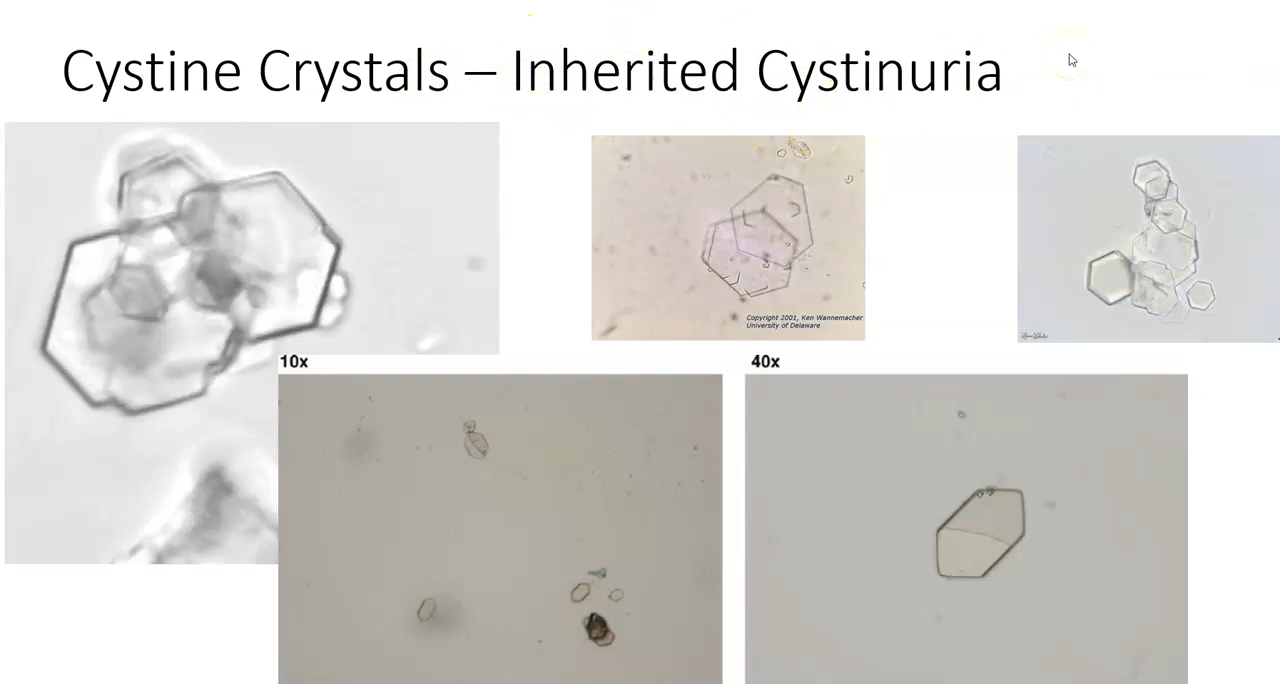 Cystine Crystals – Inherited Cystinuria
Copyright 2001, Ken Wannemacher
University of Delaware
10x
40x